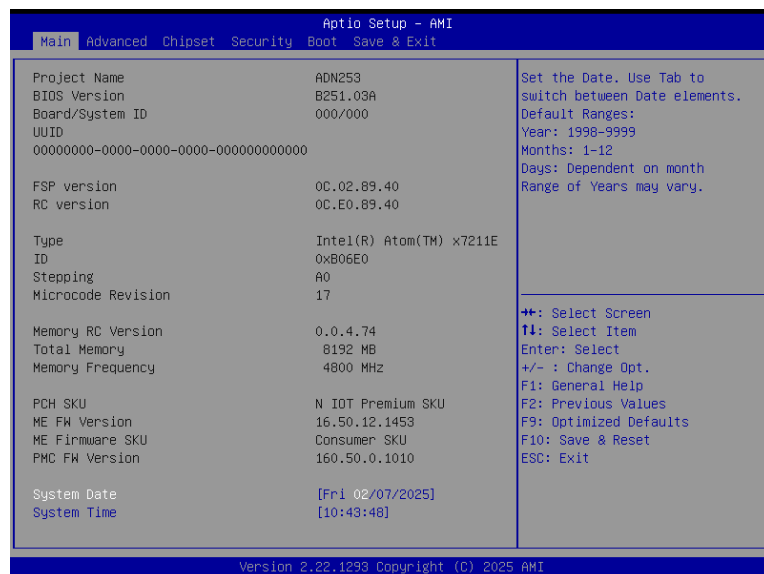 Aptio Setup – AMI
Main Advanced Chipset Security Boot Save & Exit
Project Name ADN253
BIOS Version B251.03A
Board/System ID 000/000
UUID
00000000-0000-0000-0000-000000000000
FSP version 0C.02.89.40
RC version 0C.E0.89.40
Type Intel(R) Atom(TM) x7211E
ID 0xB06E0
Stepping A0
Microcode Revision 17
Memory RC Version 0.0.4.74
Total Memory 8192 MB
Memory Frequency 4800 MHz
PCH SKU N IOT Premium SKU
ME FW Version 16.50.12.1453
ME Firmware SKU Consumer SKU
PMC FW Version 160.50.0.1010
System Date [Fri 02/07/2025]
System Time [10:43:48]
Set the Date. Use Tab to
switch between Date elements.
Default Ranges:
Year: 1998-9999
Months: 1-12
Days: Dependent on month
Range of Years may vary.
→←: Select Screen
↑↓: Select Item
Enter: Select
+/- : Change Opt.
F1: General Help
F2: Previous Values
F9: Optimized Defaults
F10: Save & Reset
ESC: Exit
Version 2.22.1293 Copyright (C) 2025 AMI